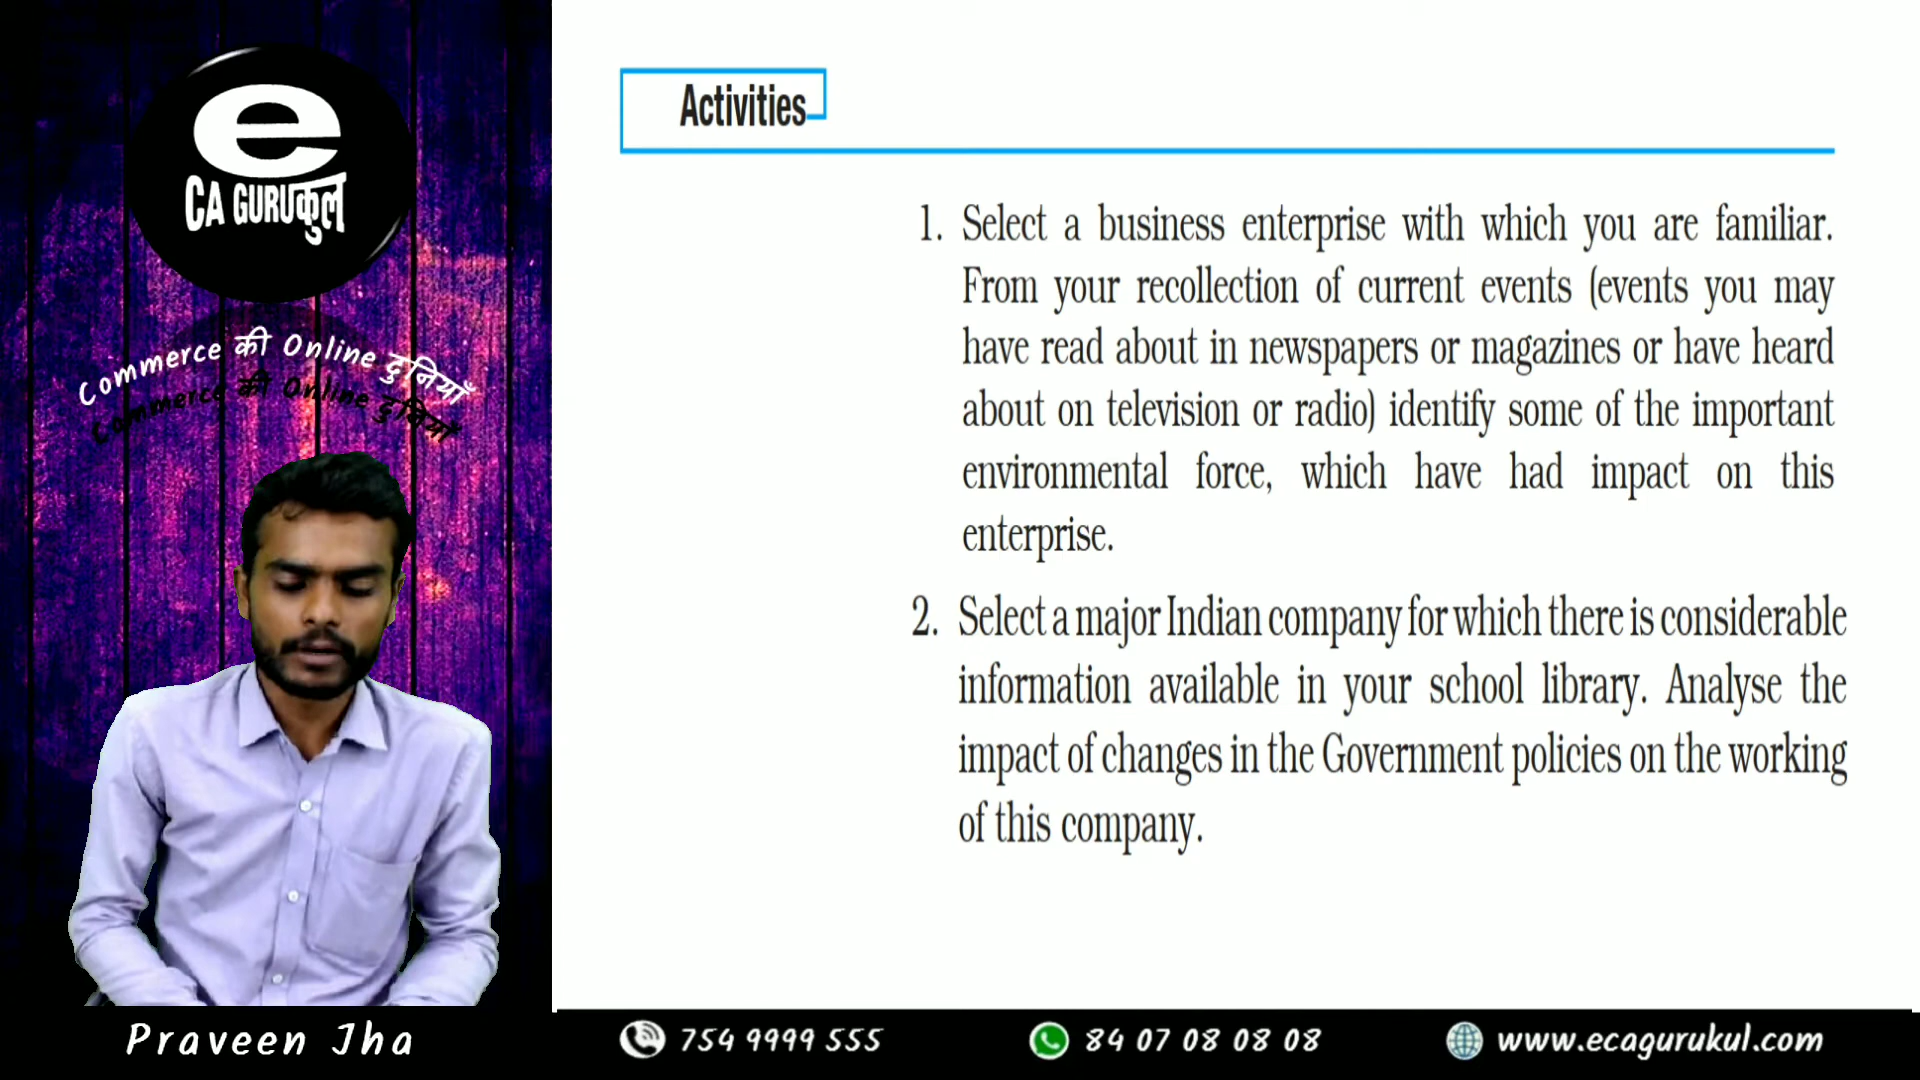 e
CA GURUकुल
Commerce की Online दुनियाँ
Commerce की Online दुनियाँ
Praveen Jha
Activities
1. Select a business enterprise with which you are familiar.
From your recollection of current events (events you may
have read about in newspapers or magazines or have heard
about on television or radio) identify some of the important
environmental force, which have had impact on this
enterprise.
2. Select a major Indian company for which there is considerable
information available in your school library. Analyse the
impact of changes in the Government policies on the working
of this company.
754 9999 555
84 07 08 08 08
www.ecagurukul.com